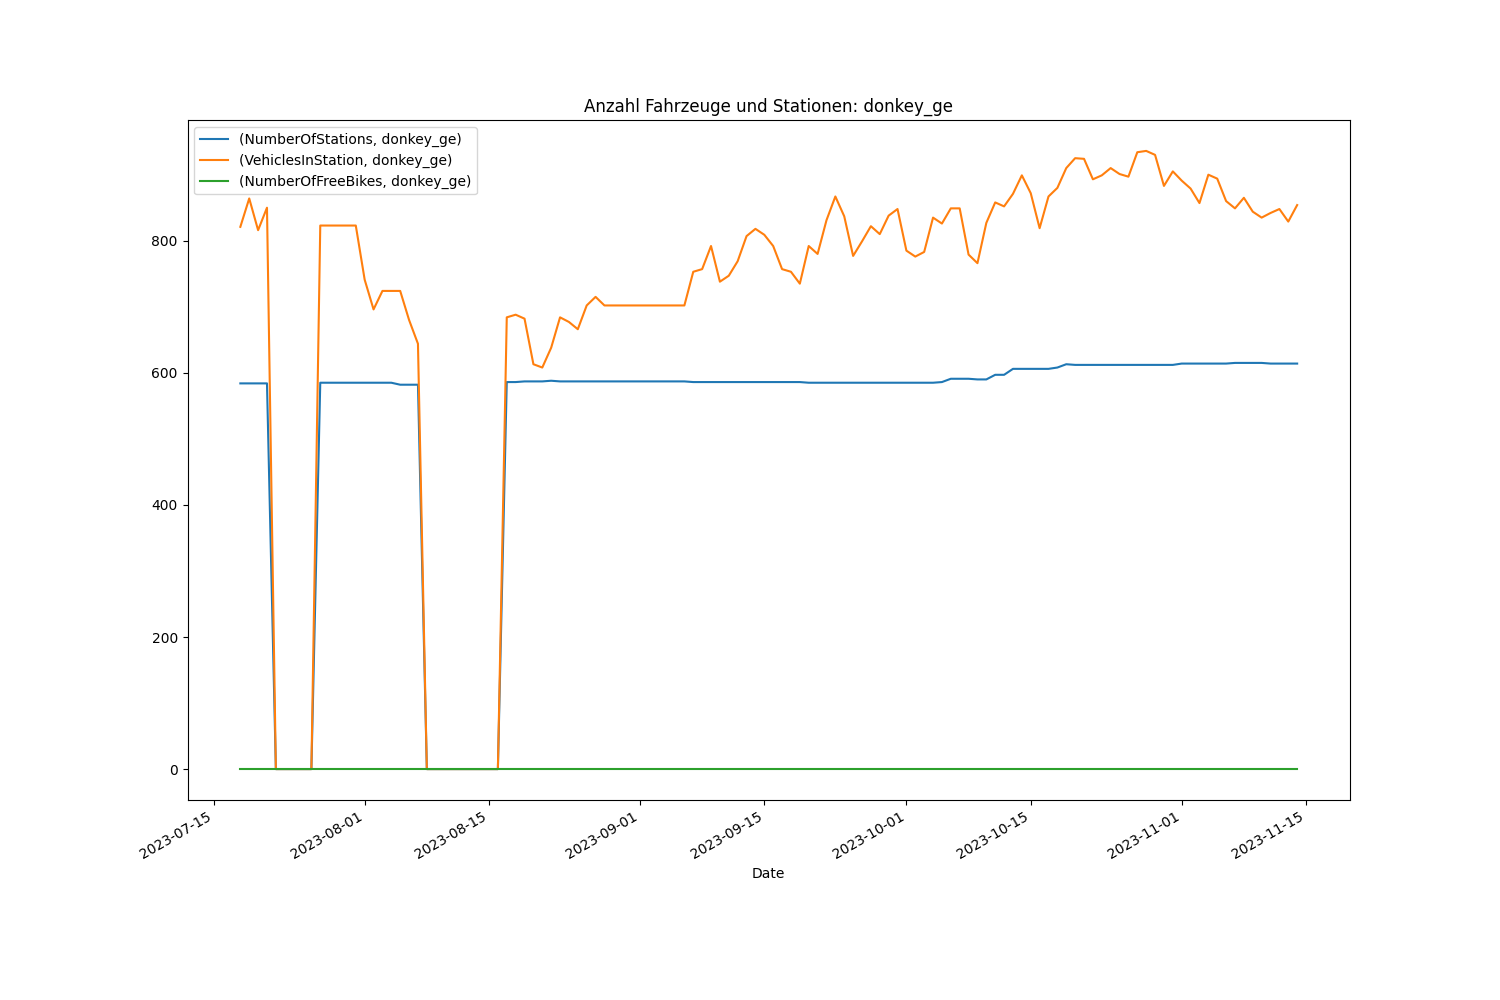 Anzahl Fahrzeuge und Stationen: donkey_ge
(NumberOfStations, donkey_ge)
(VehiclesInStation, donkey_ge)
(NumberOfFreeBikes, donkey_ge)
800
600
400
200
0
2023-07-15
2023-08-01
2023-08-15
2023-09-01
2023-09-15
2023-10-01
2023-10-15
2023-11-01
2023-11-15
Date